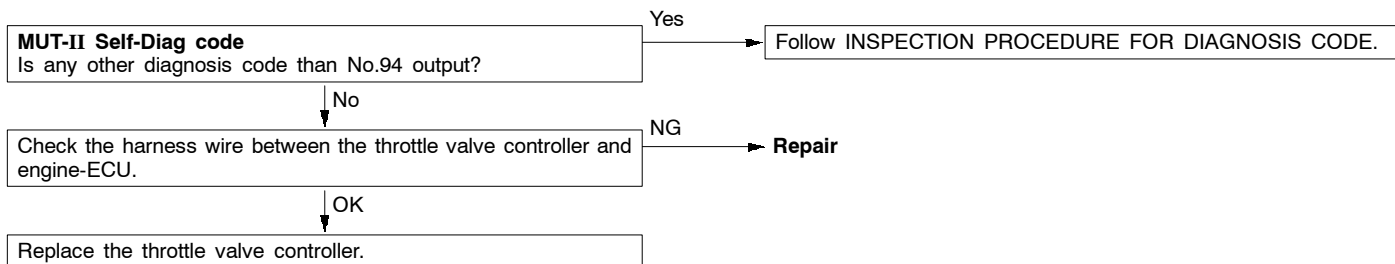 MUT-II Self-Diag code
Is any other diagnosis code than No.94 output?
Yes
Follow INSPECTION PROCEDURE FOR DIAGNOSIS CODE.
No
Check the harness wire between the throttle valve controller and
engine-ECU.
NG
Repair
OK
Replace the throttle valve controller.